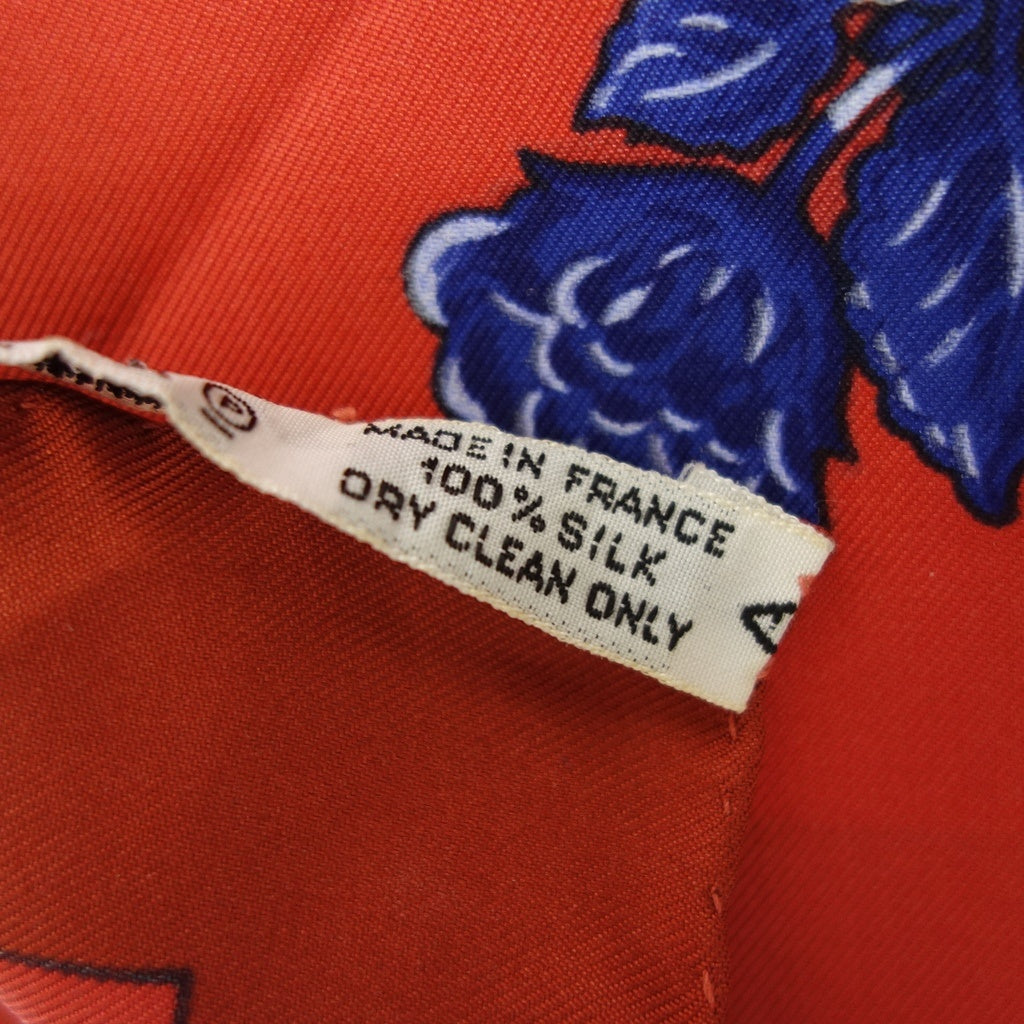 MADE IN FRANCE
100% SILK
DRY CLEAN ONLY
A
P